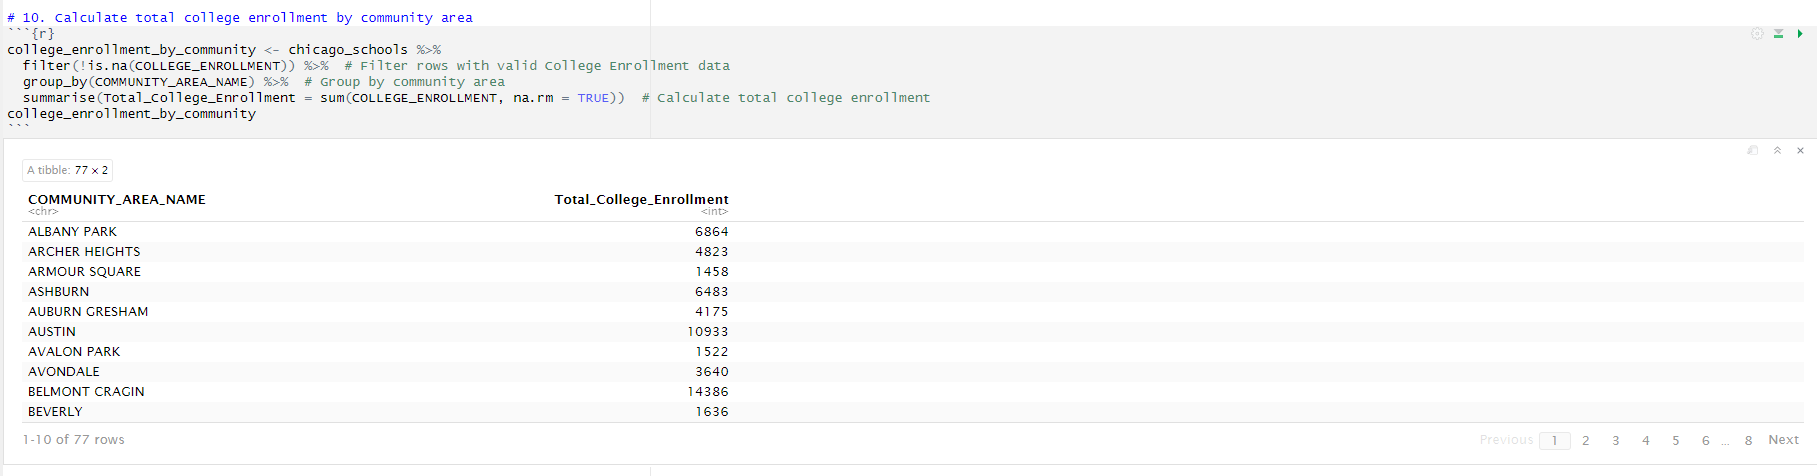 # 10. Calculate total college enrollment by community area
```{r}
college_enrollment_by_community <- chicago_schools %>%
  filter(!is.na(COLLEGE_ENROLLMENT)) %>%  # Filter rows with valid College Enrollment data
  group_by(COMMUNITY_AREA_NAME) %>%  # Group by community area
  summarise(Total_College_Enrollment = sum(COLLEGE_ENROLLMENT, na.rm = TRUE))  # Calculate total college enrollment
college_enrollment_by_community
```
A tibble: 77 × 2
COMMUNITY_AREA_NAME Total_College_Enrollment
<chr> <int>
ALBANY PARK 6864
ARCHER HEIGHTS 4823
ARMOUR SQUARE 1458
ASHBURN 6483
AUBURN GRESHAM 4175
AUSTIN 10933
AVALON PARK 1522
AVONDALE 3640
BELMONT CRAGIN 14386
BEVERLY 1636
1-10 of 77 rows Previous 1 2 3 4 5 6 ... 8 Next